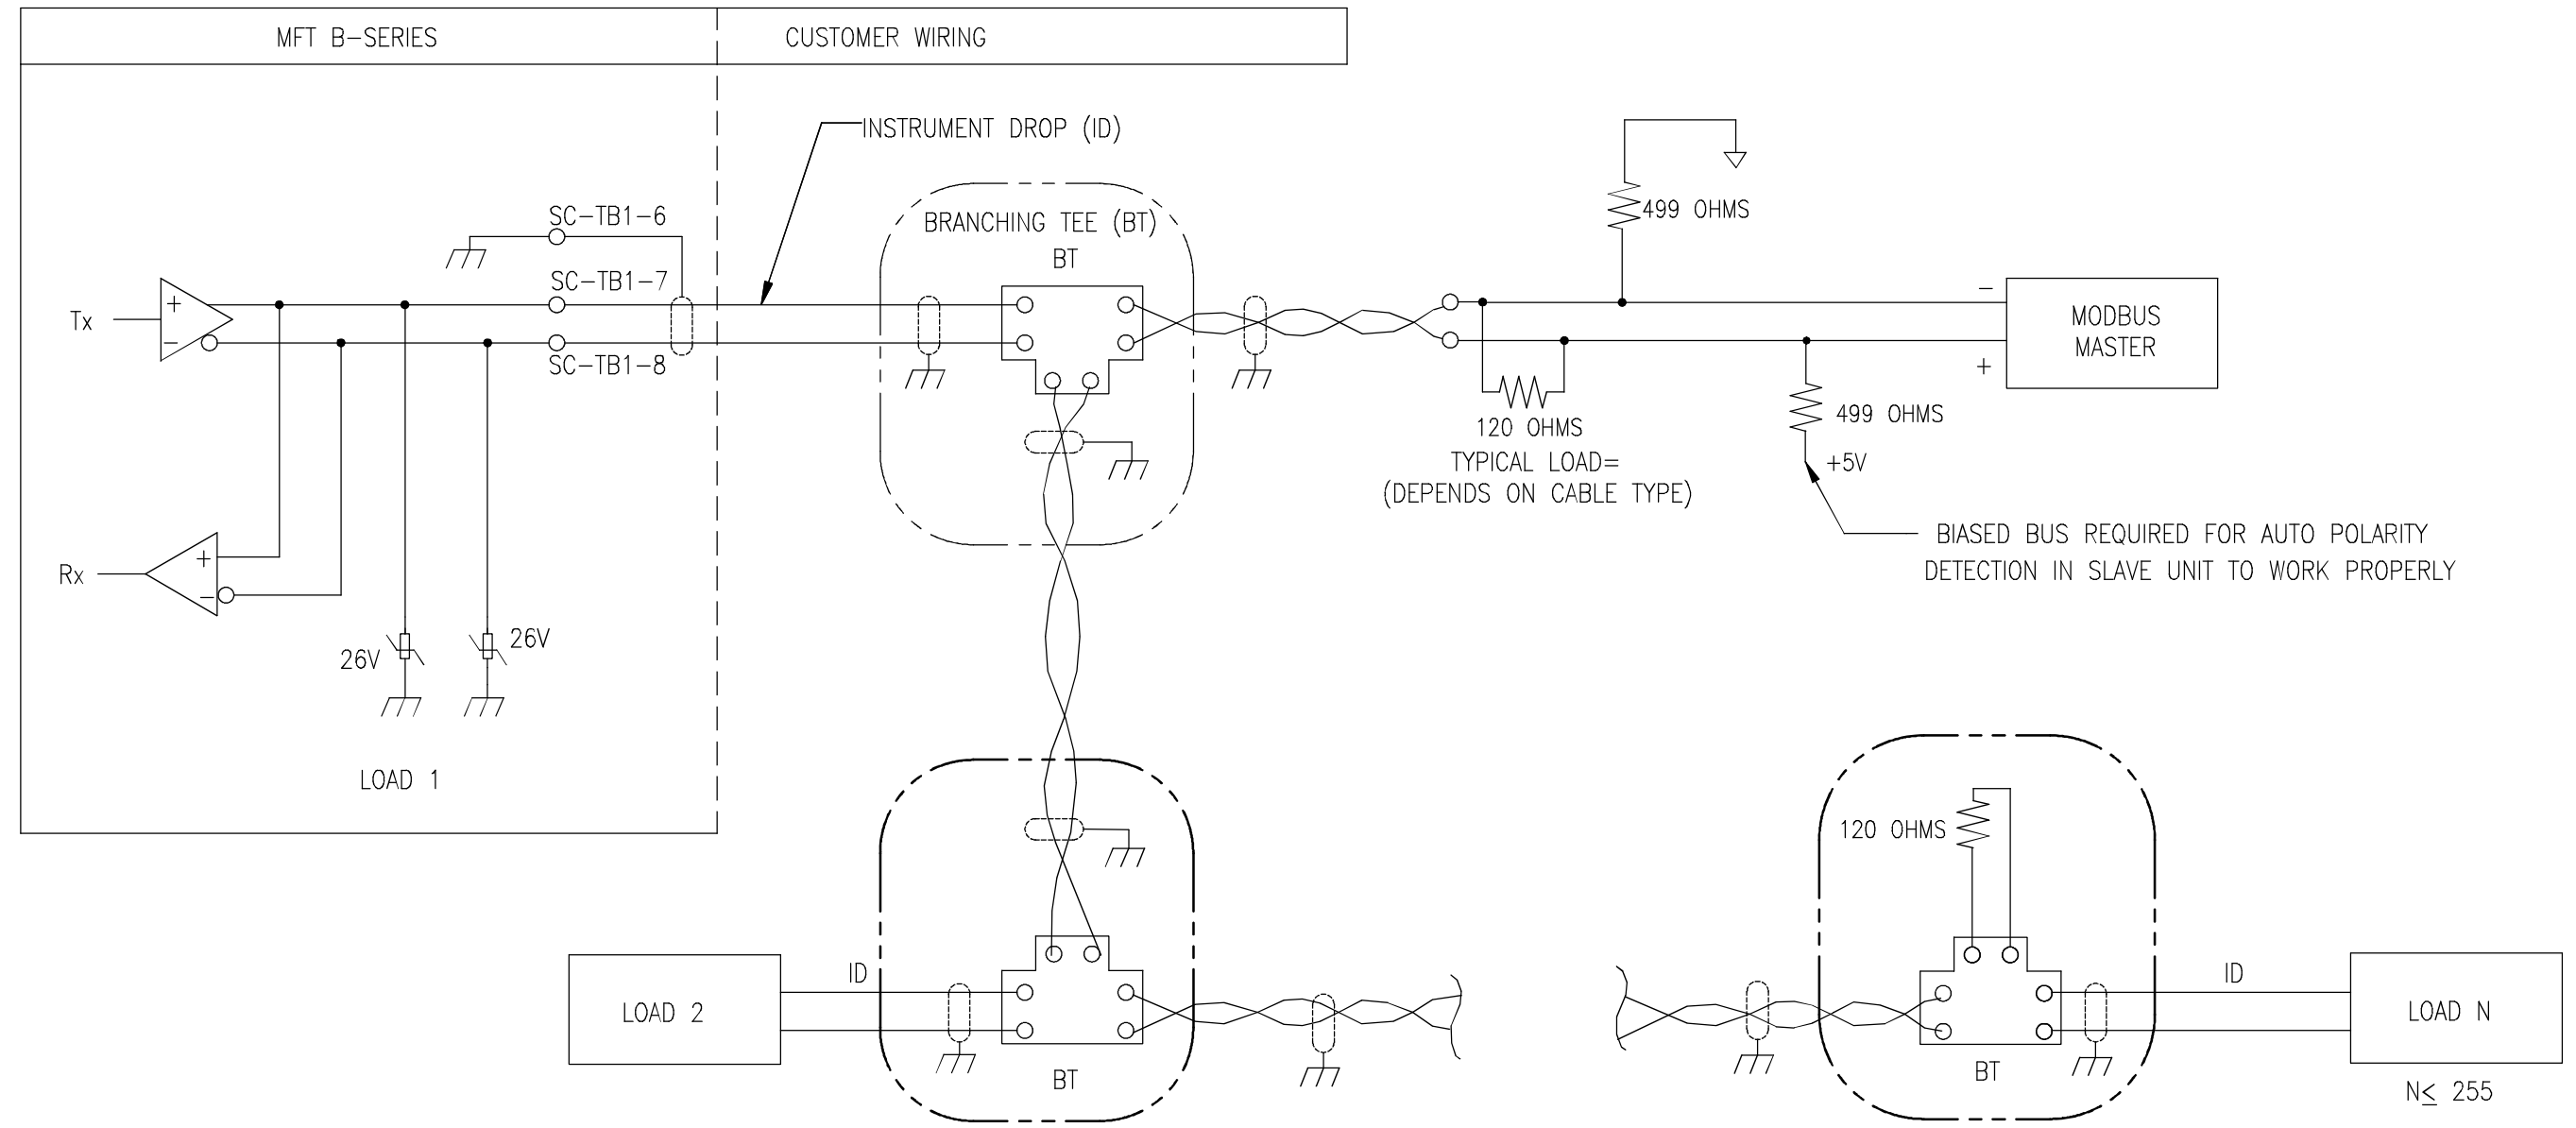 MFT B-SERIES
CUSTOMER WIRING
INSTRUMENT DROP (ID)
SC-TB1-6
BRANCHING TEE (BT)
BT
499 OHMS
SC-TB1-7
Tx
+
-
SC-TB1-8
-
MODBUS
MASTER
+
120 OHMS
TYPICAL LOAD=
(DEPENDS ON CABLE TYPE)
499 OHMS
+5V
BIASED BUS REQUIRED FOR AUTO POLARITY
DETECTION IN SLAVE UNIT TO WORK PROPERLY
Rx
+
-
26V
26V
LOAD 1
120 OHMS
LOAD 2
ID
BT
BT
ID
LOAD N
N≤ 255